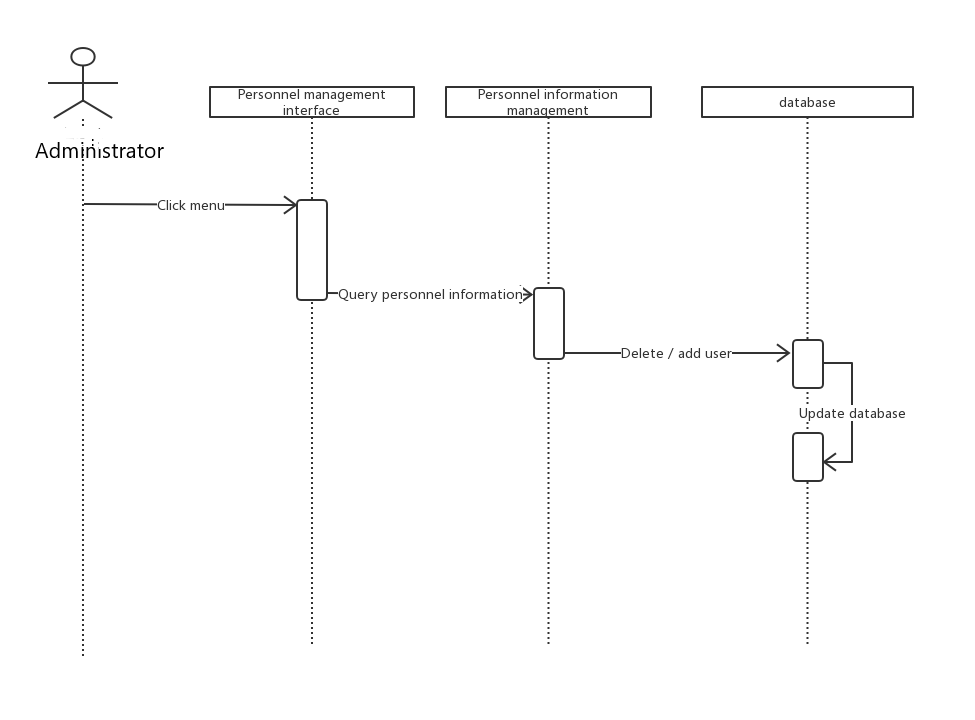 Personnel management
interface
Personnel information
management
database
Administrator
Click menu
Query personnel information
Delete / add user
Update database